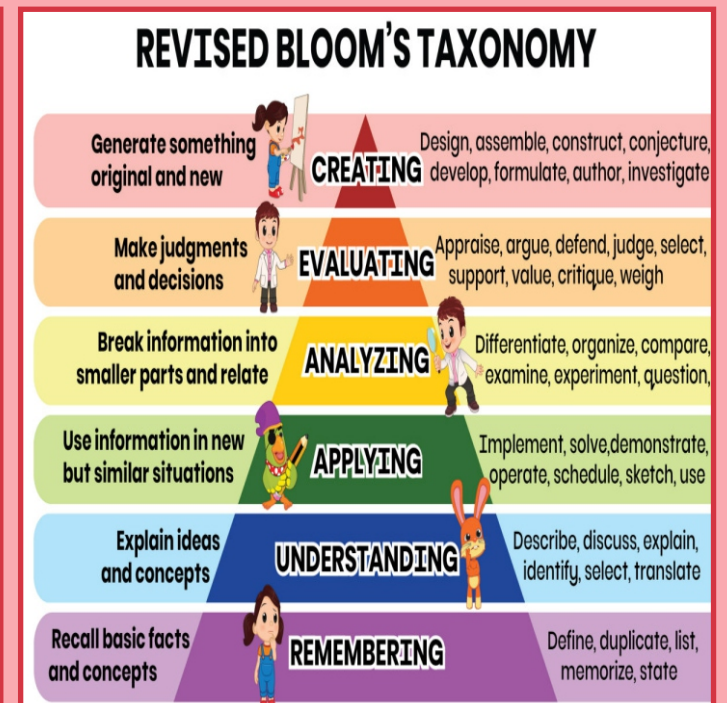 REVISED BLOOM'S TAXONOMY
Generate something
original and new
CREATING
Design, assemble, construct, conjecture,
develop, formulate, author, investigate
Make judgments
and decisions
EVALUATING
Appraise, argue, defend, judge, select,
support, value, critique, weigh
Break information into
smaller parts and relate
ANALYZING
Differentiate, organize, compare,
examine, experiment, question,
Use information in new
but similar situations
APPLYING
Implement, solve,demonstrate,
operate, schedule, sketch, use
Explain ideas
and concepts
UNDERSTANDING
Describe, discuss, explain,
identify, select, translate
Recall basic facts
and concepts
REMEMBERING
Define, duplicate, list,
memorize, state